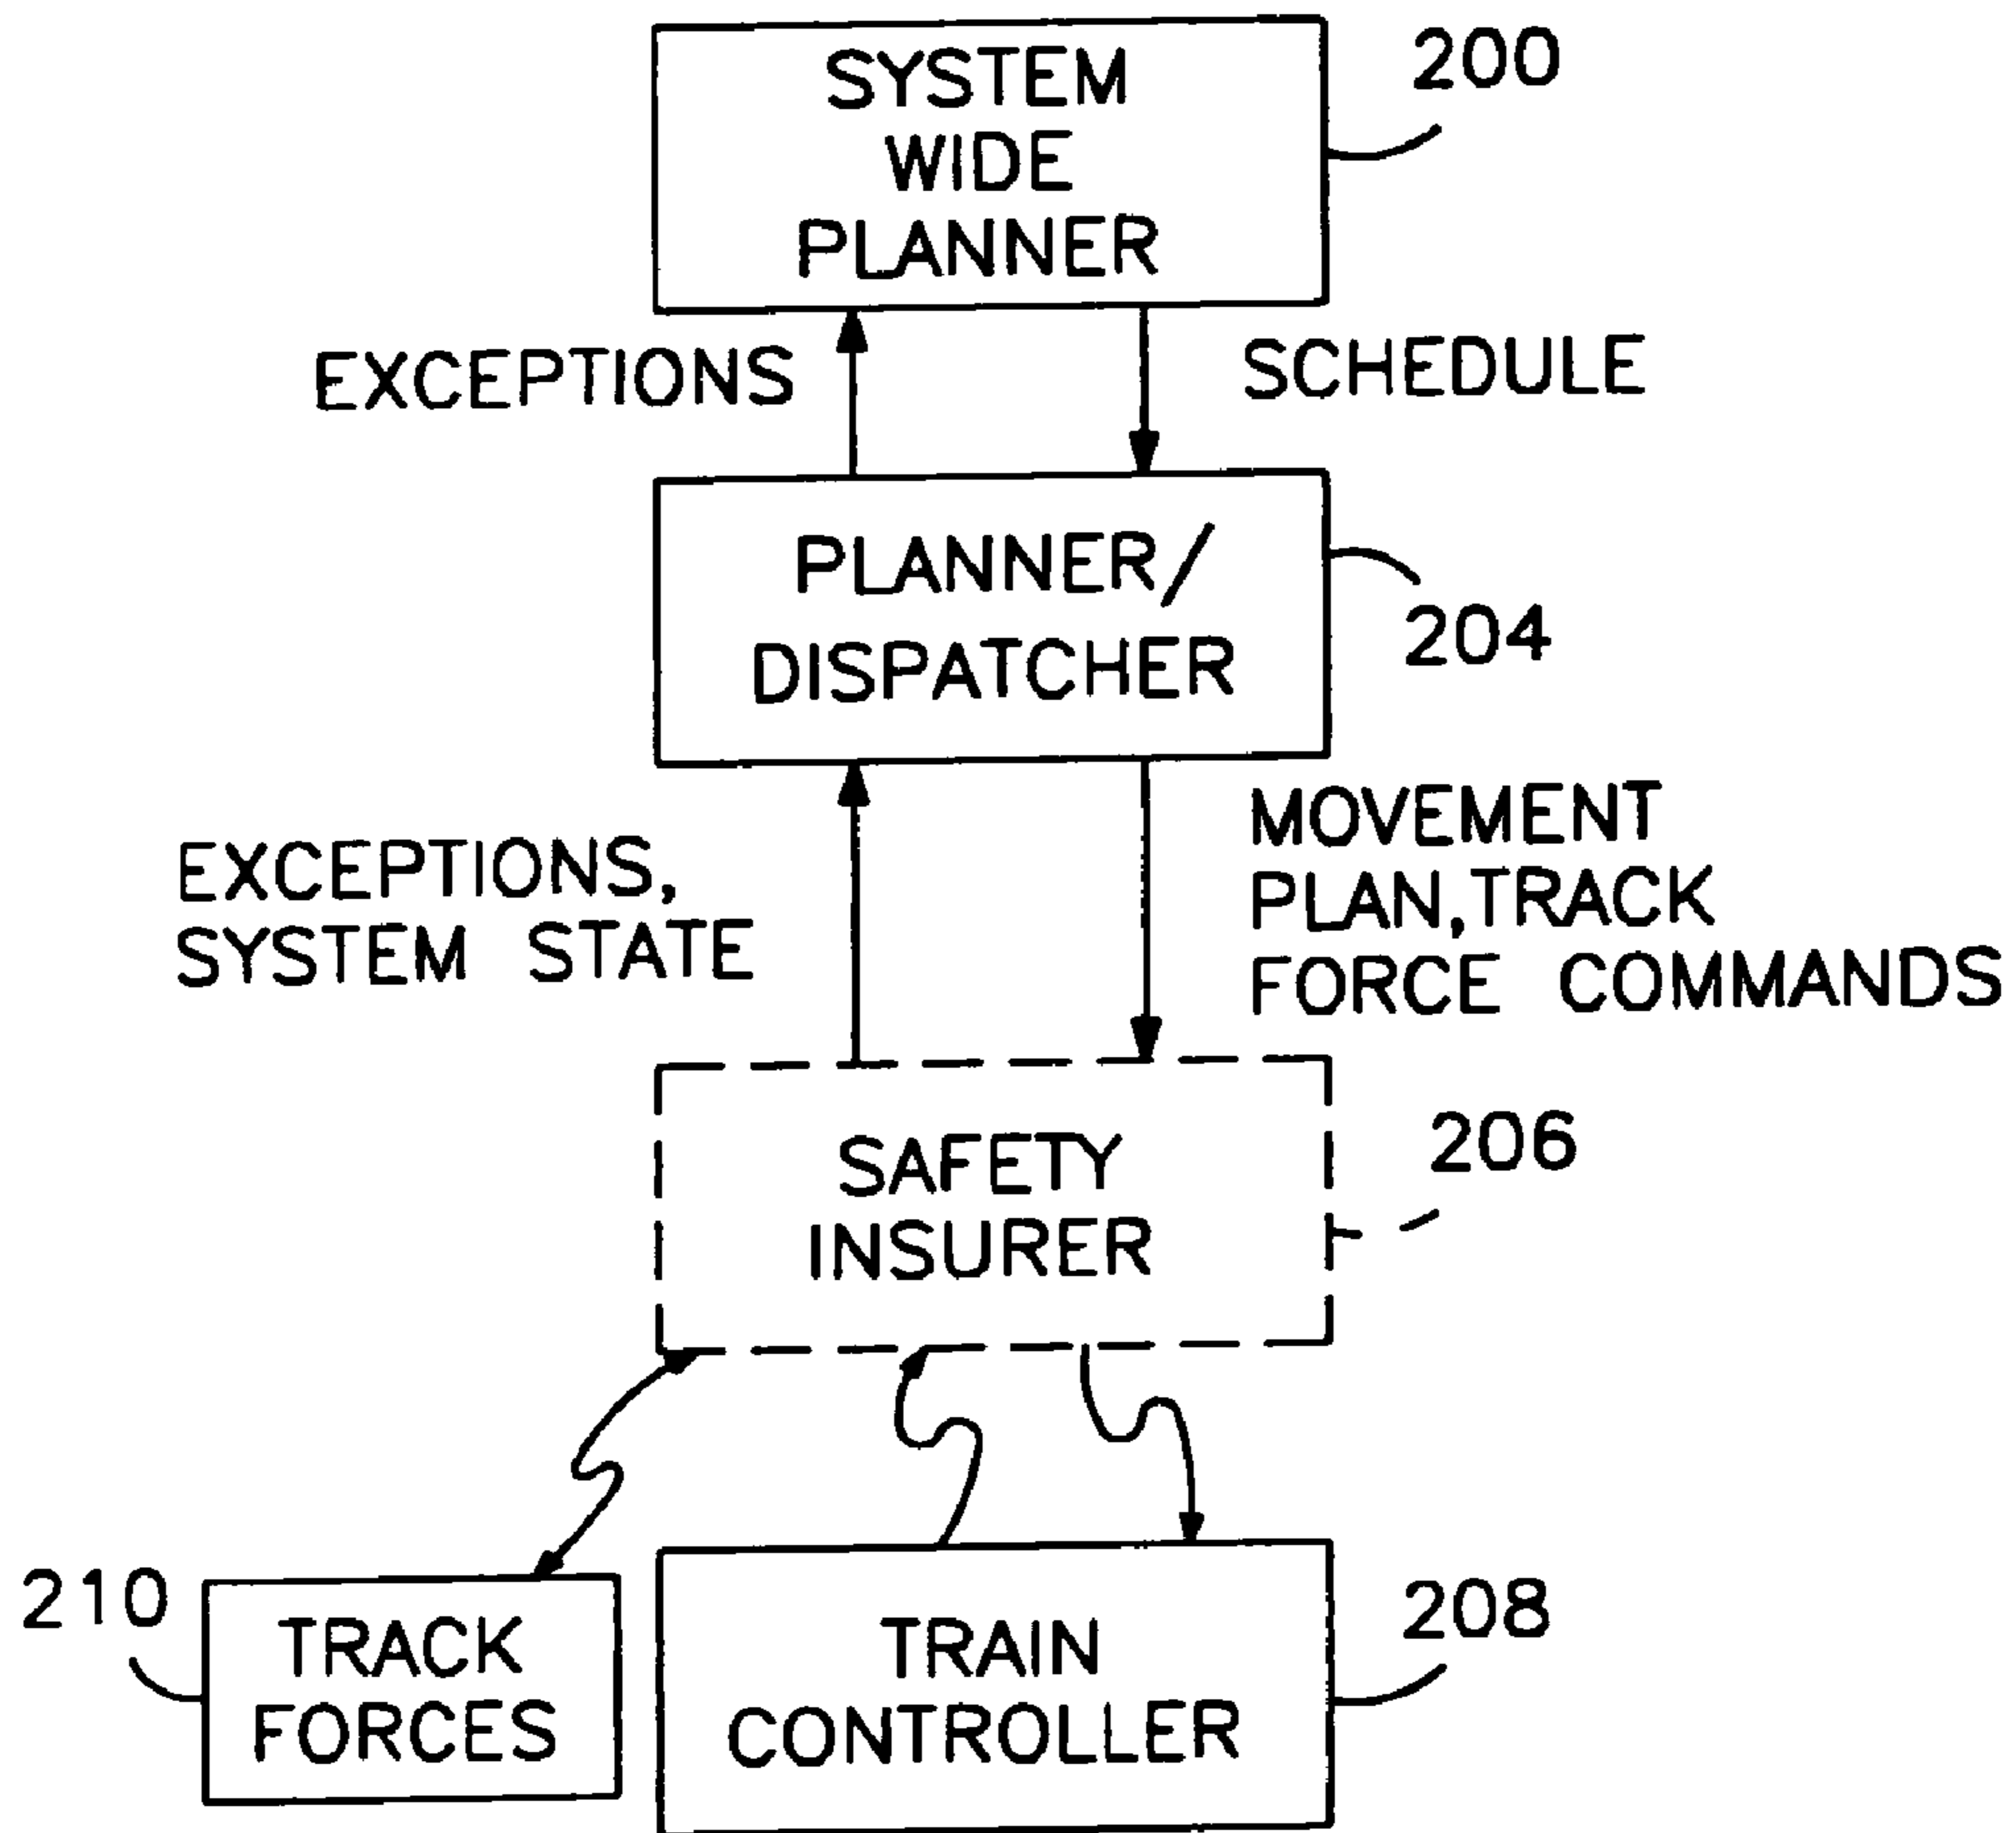 SYSTEM
WIDE
PLANNER
200
EXCEPTIONS
SCHEDULE
PLANNER/
DISPATCHER
204
EXCEPTIONS,
SYSTEM STATE
MOVEMENT
PLAN,TRACK
FORCE COMMANDS
SAFETY
INSURER
206
210
TRACK
FORCES
TRAIN
CONTROLLER
208